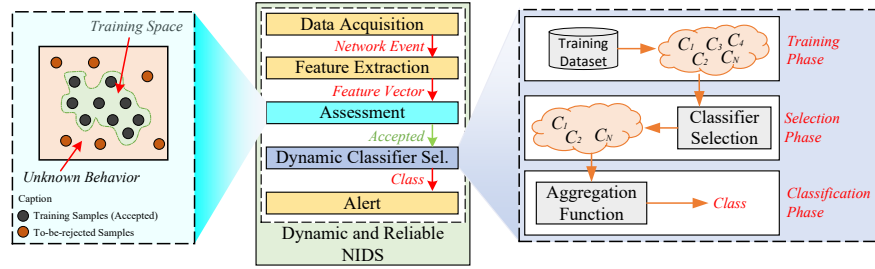 Training Space
Unknown Behavior
Caption
Training Samples (Accepted)
To-be-rejected Samples
Data Acquisition
Network Event
Feature Extraction
Feature Vector
Assessment
Accepted
Dynamic Classifier Sel.
Class
Alert
Dynamic and Reliable
NIDS
Training
Dataset
C1 C3 C4
C2 CN
Training
Phase
C1
C2 CN
Classifier
Selection
Selection
Phase
Aggregation
Function
Class
Classification
Phase